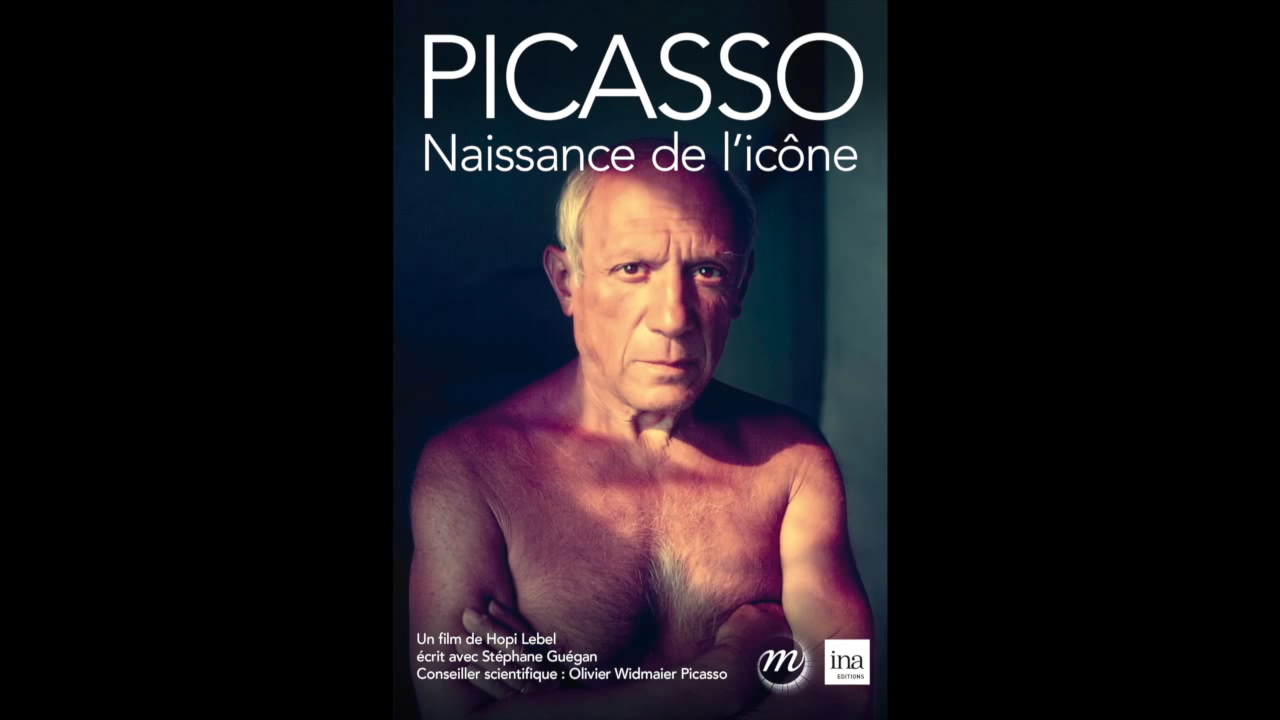 PICASSO
Naissance de l'icône
Un film de Hopi Lebel
écrit avec Stéphane Guégan
Conseiller scientifique : Olivier Widmaier Picasso
m
ina
EDITIONS